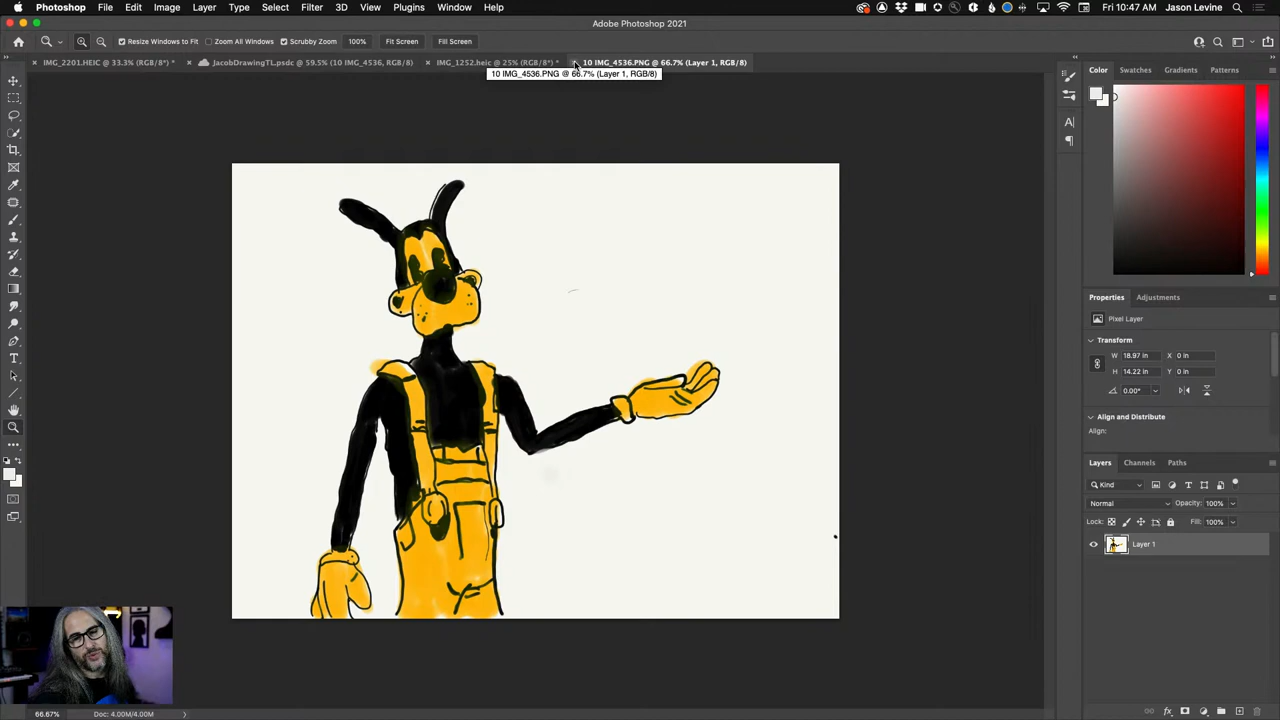 Photoshop File Edit Image Layer Type Select Filter 3D View Plugins Window Help Fri 10:47 AM Jason Levine
Adobe Photoshop 2021
Resize Windows to Fit All Windows Scrubby Zoom 100% Fit Screen Fill Screen
IMG_2201.HEIC @ 33.3% (RGB/8*) * JacobDrawingTL.psdc @ 59.5% (10 IMG_4536, RGB/8) IMG_1252.heic @ 25% (RGB/8*) * 10 IMG_4536.PNG @ 66.7% (Layer 1, RGB/8)
10 IMG_4536.PNG @ 66.7% (Layer 1, RGB/8)
Color Swatches Gradients Patterns
Properties Adjustments
Pixel Layer
Transform
W 18.97 in X 0 in
H 14.22 in Y 0 in
0.00°
Align and Distribute
Align:
Layers Channels Paths
Kind
Normal Opacity: 100%
Lock: Fill: 100%
Layer 1
66.67% Doc: 4.00M/4.00M